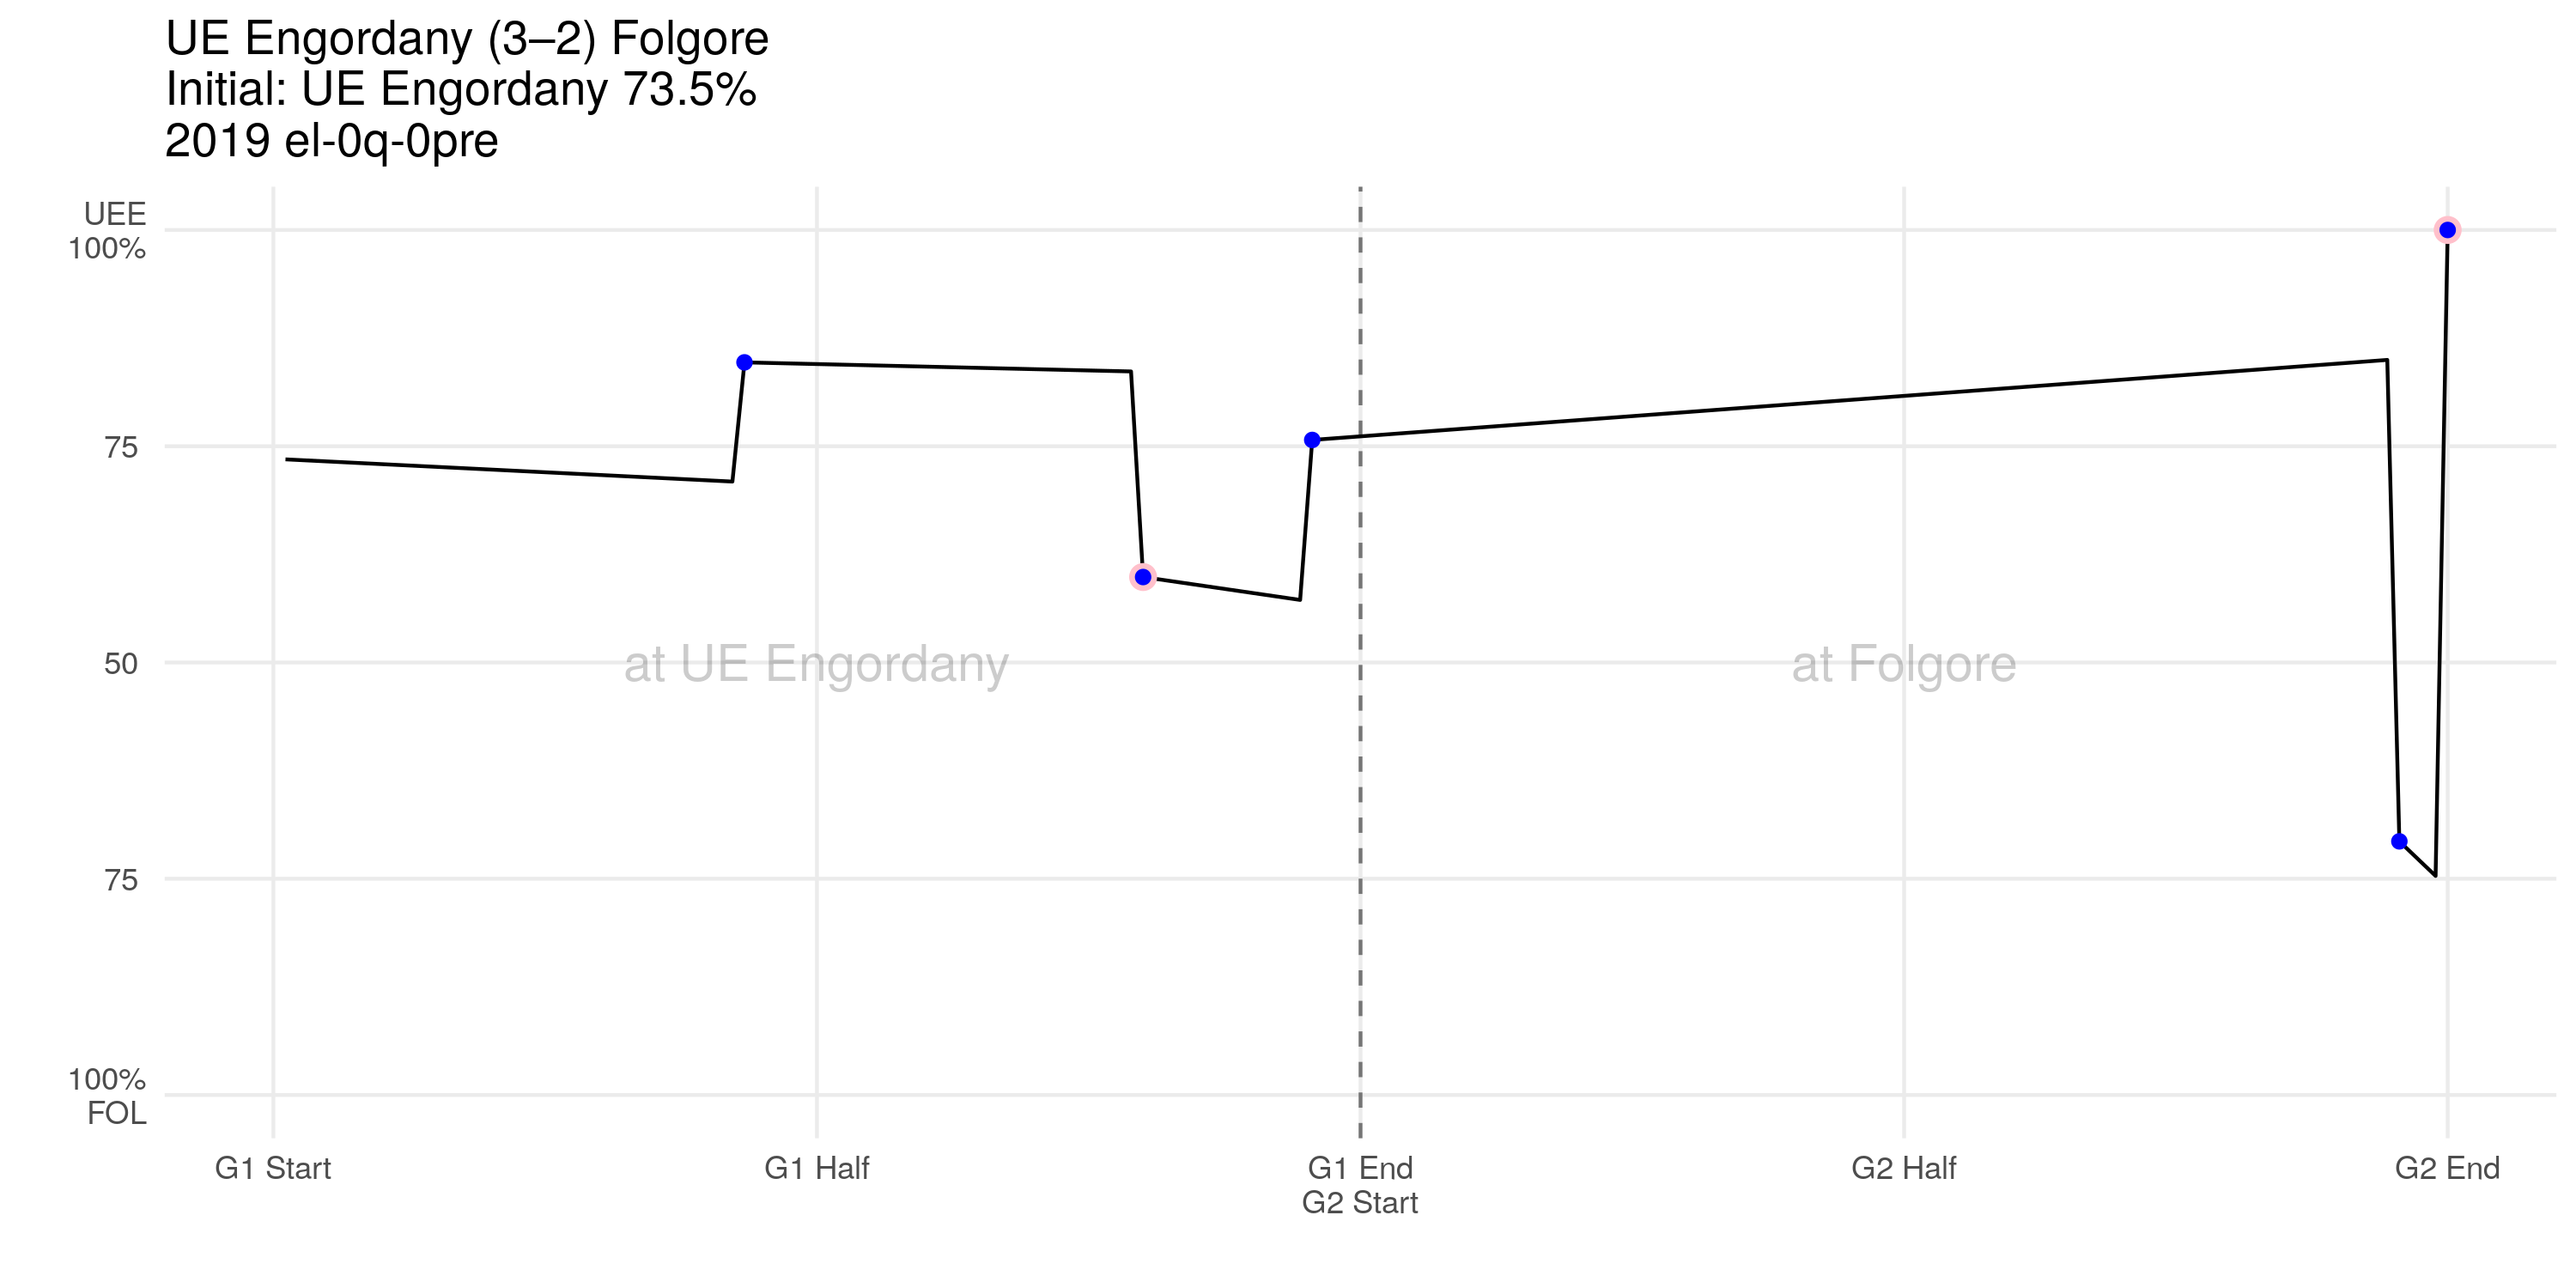 UE Engordany (3–2) Folgore
Initial: UE Engordany 73.5%
2019 el-0q-0pre
UEE
100%
75
50
75
100%
FOL
at UE Engordany
at Folgore
G1 Start
G1 Half
G1 End
G2 Start
G2 Half
G2 End